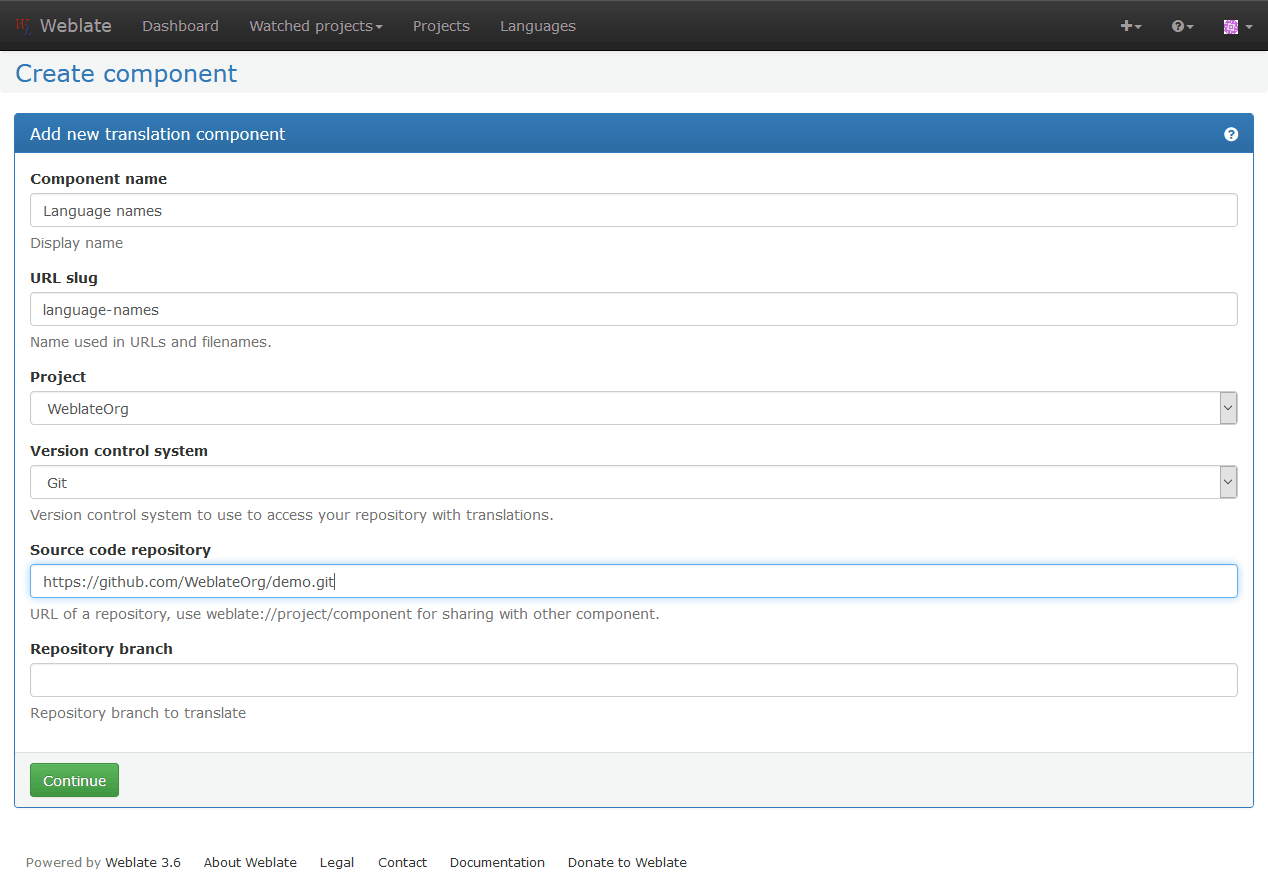 Weblate Dashboard Watched projects Projects Languages
Create component
Add new translation component
Component name
Language names
Display name
URL slug
language-names
Name used in URLs and filenames.
Project
WeblateOrg
Version control system
Git
Version control system to use to access your repository with translations.
Source code repository
https://github.com/WeblateOrg/demo.git
URL of a repository, use weblate://project/component for sharing with other component.
Repository branch
Repository branch to translate
Continue
Powered by Weblate 3.6 About Weblate Legal Contact Documentation Donate to Weblate